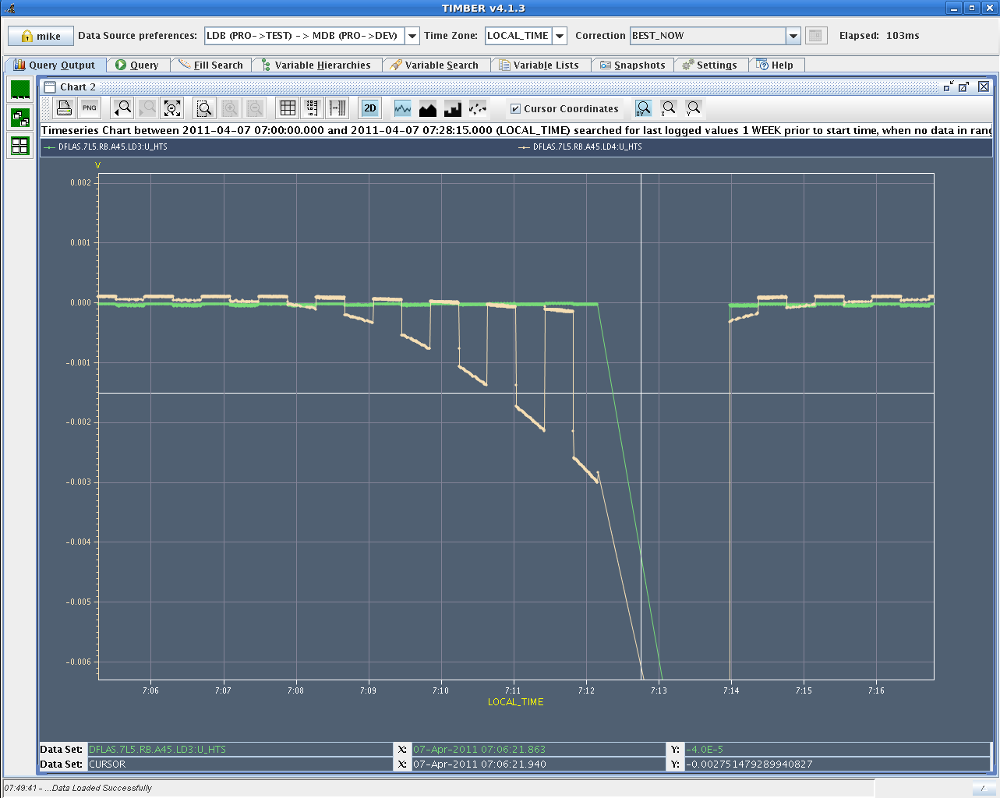 TIMBER v4.1.3
mike Data Source preferences: LDB (PRO->TEST) -> MDB (PRO->DEV) Time Zone: LOCAL_TIME Correction BEST_NOW Elapsed: 103ms
Query Output Query Fill Search Variable Hierarchies Variable Search Variable Lists Snapshots Settings Help
Chart 2
PNG 2D Cursor Coordinates XY X Y
Timeseries Chart between 2011-04-07 07:00:00.000 and 2011-04-07 07:28:15.000 (LOCAL_TIME) searched for last logged values 1 WEEK prior to start time, when no data in rang
DFLAS.7L5.RB.A45.LD3:U_HTS DFLAS.7L5.RB.A45.LD4:U_HTS
V
0.002
0.001
0.000
-0.001
-0.002
-0.003
-0.004
-0.005
-0.006
7:06 7:07 7:08 7:09 7:10 7:11 7:12 7:13 7:14 7:15 7:16
LOCAL_TIME
Data Set: DFLAS.7L5.RB.A45.LD3:U_HTS X: 07-Apr-2011 07:06:21.863 Y: -4.0E-5
Data Set: CURSOR X: 07-Apr-2011 07:06:21.940 Y: -0.002751479289940827
07:49:41 - ...Data Loaded Successfully